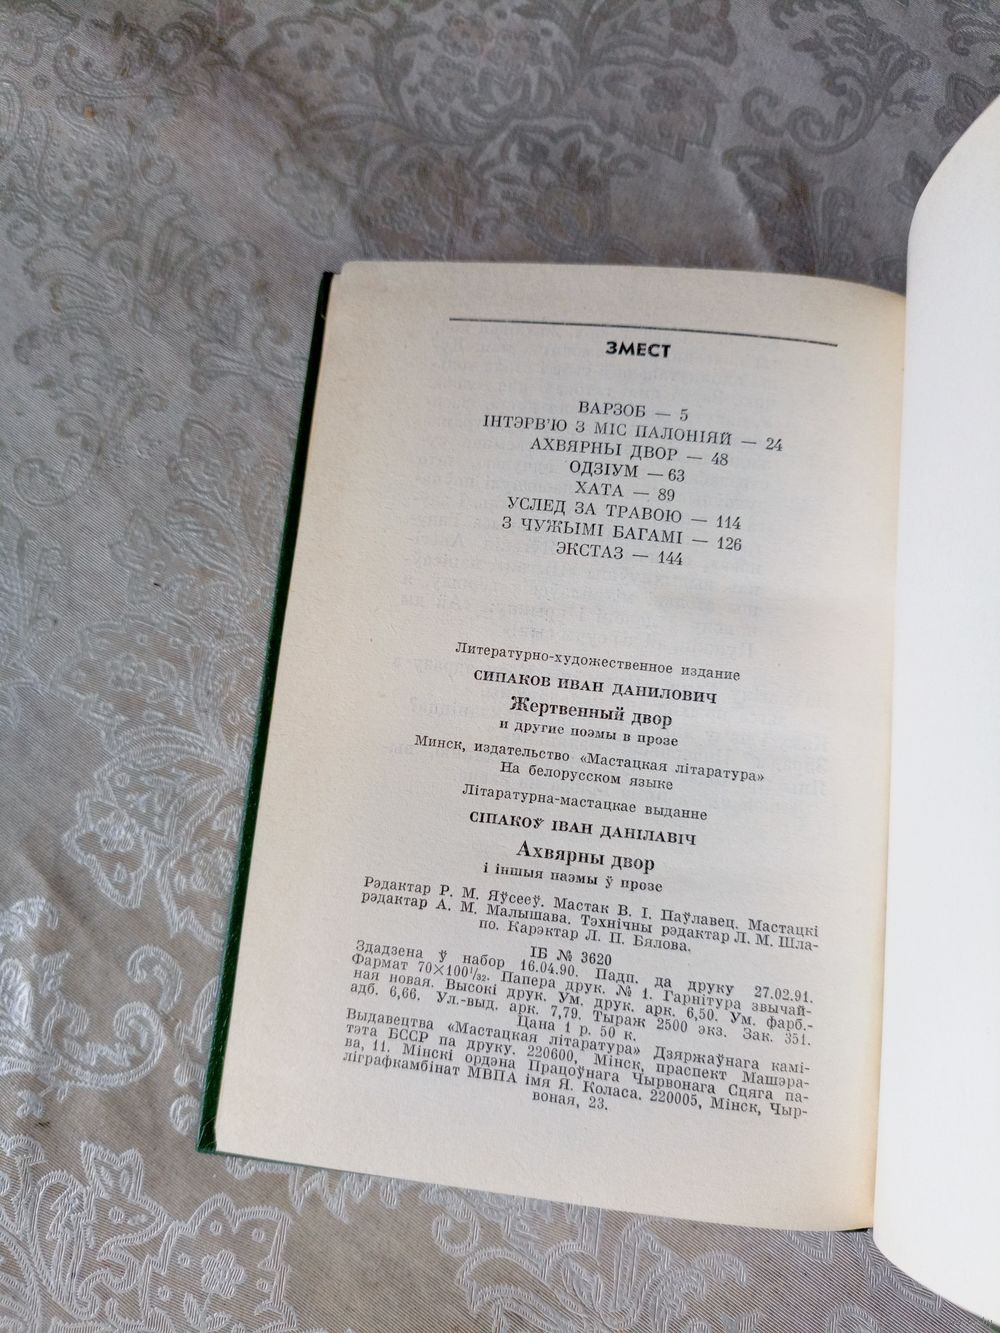 ЗМЕСТ
ВАРЗОБ — 5
ІНТЭРВ'Ю З МІС ПАЛОНІЯЙ — 24
АХВЯРНЫ ДВОР — 48
ОДЗІУМ — 63
ХАТА — 89
УСЛЕД ЗА ТРАВОЮ — 114
З ЧУЖЫМІ БАГАМІ — 126
ЭКСТАЗ — 144
Литературно-художественное издание
СИПАКОВ ИВАН ДАНИЛОВИЧ
Жертвенный двор
и другие поэмы в прозе
Минск, издательство «Мастацкая літаратура»
На белорусском языке
Літаратурна-мастацкае выданне
СІПАКОЎ ІВАН ДАНІЛАВІЧ
Ахвярны двор
і іншыя паэмы ў прозе
Рэдактар Р. М. Яўсееў. Мастак В. І. Паўлавец. Мастацкі
рэдактар А. М. Малышава. Тэхнічны рэдактар Л. М. Шла-
по. Карэктар Л. П. Бялова.
ІБ № 3620
Здадзена ў набор 16.04.90. Падп. да друку 27.02.91.
Фармат 70×100¹/₃₂. Папера друк. № 1. Гарнітура звычай-
ная новая. Высокі друк. Ум. друк. арк. 6,50. Ум. фарб.-
адб. 6,66. Ул.-выд. арк. 7,79. Тыраж 2500 экз. Зак. 351.
Цана 1 р. 50 к.
Выдавецтва «Мастацкая літаратура» Дзяржаўнага камі-
тэта БССР па друку. 220600, Мінск, праспект Машэра-
ва, 11. Мінскі ордэна Працоўнага Чырвонага Сцяга па-
ліграфкамбінат МВПА імя Я. Коласа. 220005, Мінск, Чыр-
воная, 23.